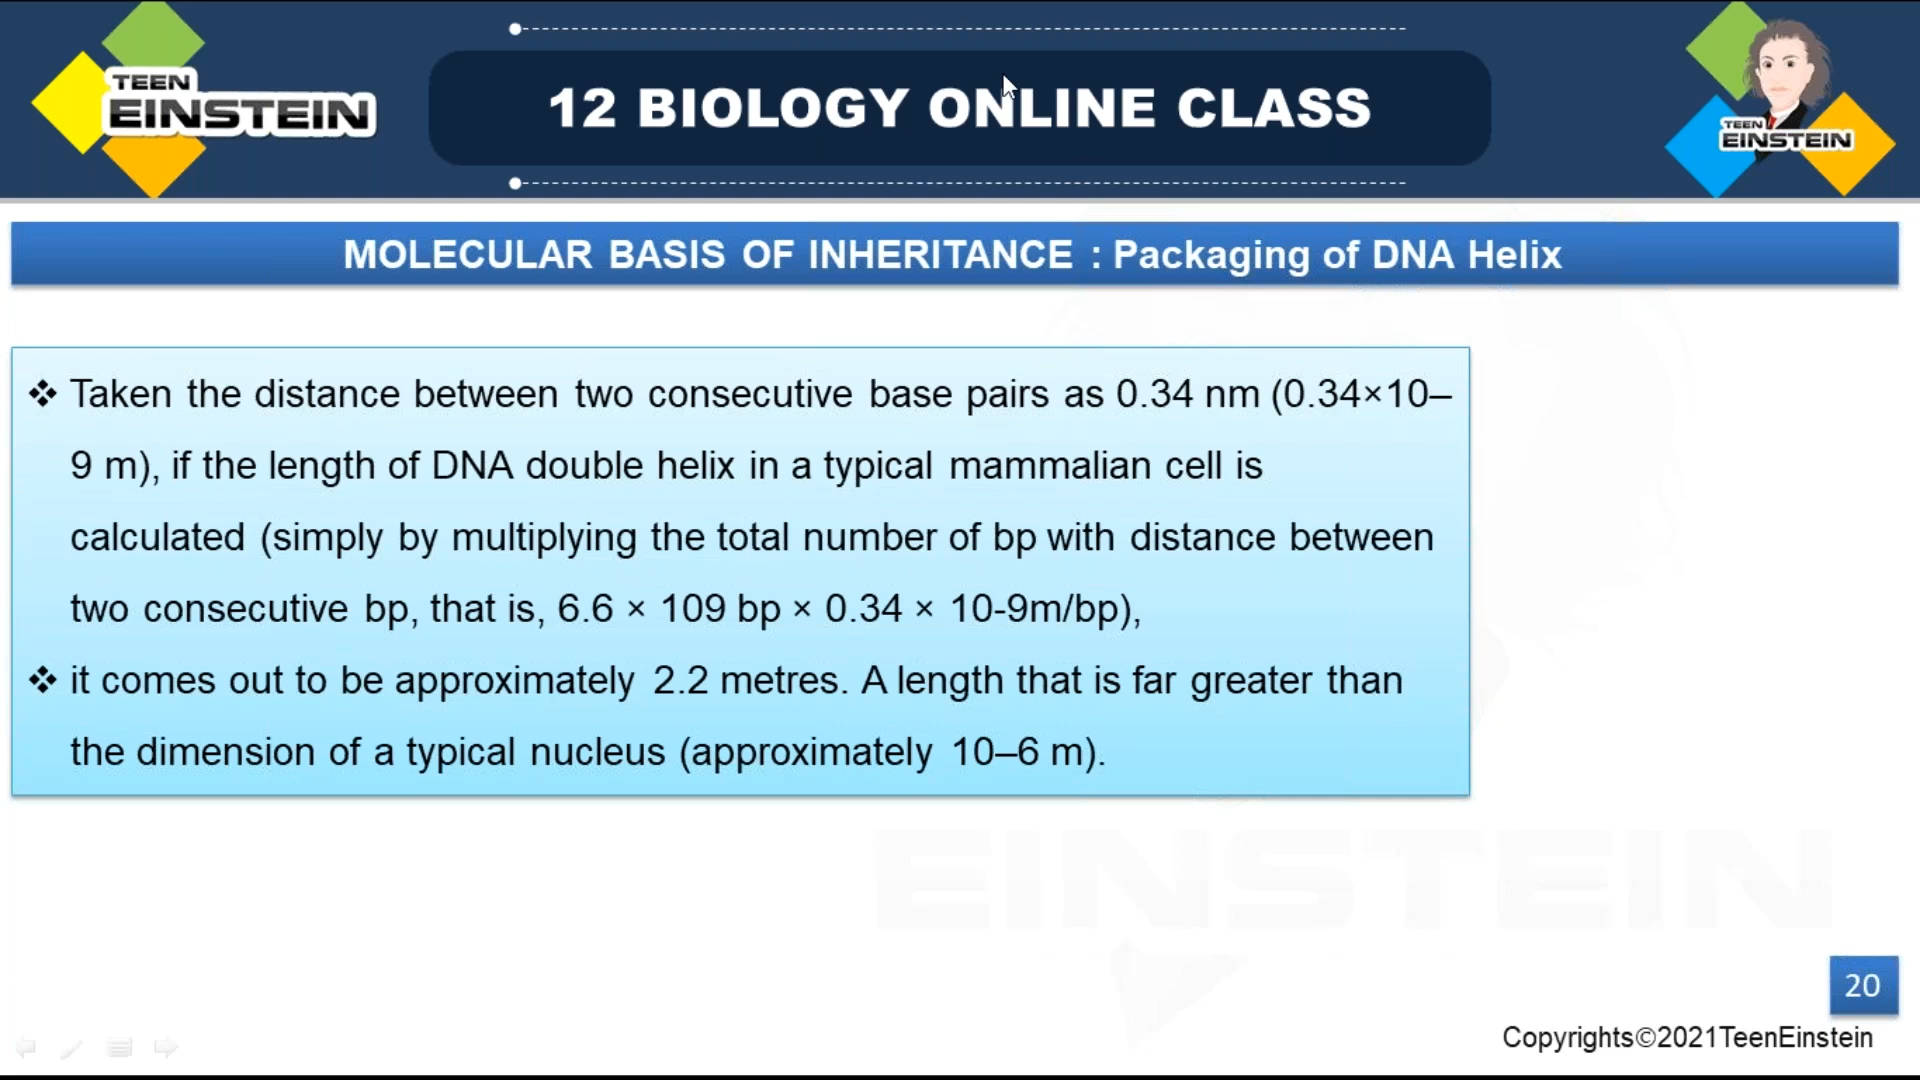 TEEN
EINSTEIN
12 BIOLOGY ONLINE CLASS
TEEN
EINSTEIN
MOLECULAR BASIS OF INHERITANCE : Packaging of DNA Helix
❖ Taken the distance between two consecutive base pairs as 0.34 nm (0.34×10–
9 m), if the length of DNA double helix in a typical mammalian cell is
calculated (simply by multiplying the total number of bp with distance between
two consecutive bp, that is, 6.6 × 109 bp × 0.34 × 10-9m/bp),
❖ it comes out to be approximately 2.2 metres. A length that is far greater than
the dimension of a typical nucleus (approximately 10–6 m).
EINSTEIN
20
Copyrights©2021TeenEinstein